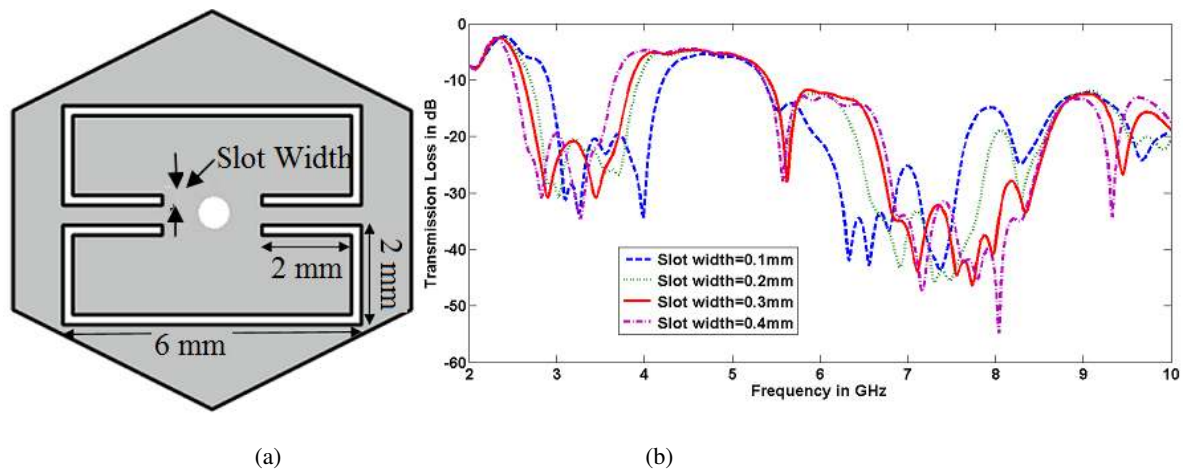 (a)
Slot Width
2 mm
2 mm
6 mm
(b)
0
-10
-20
-30
-40
-50
-60
Transmission Loss in dB
Slot width=0.1mm
Slot width=0.2mm
Slot width=0.3mm
Slot width=0.4mm
2 3 4 5 6 7 8 9 10
Frequency in GHz
(a) (b)